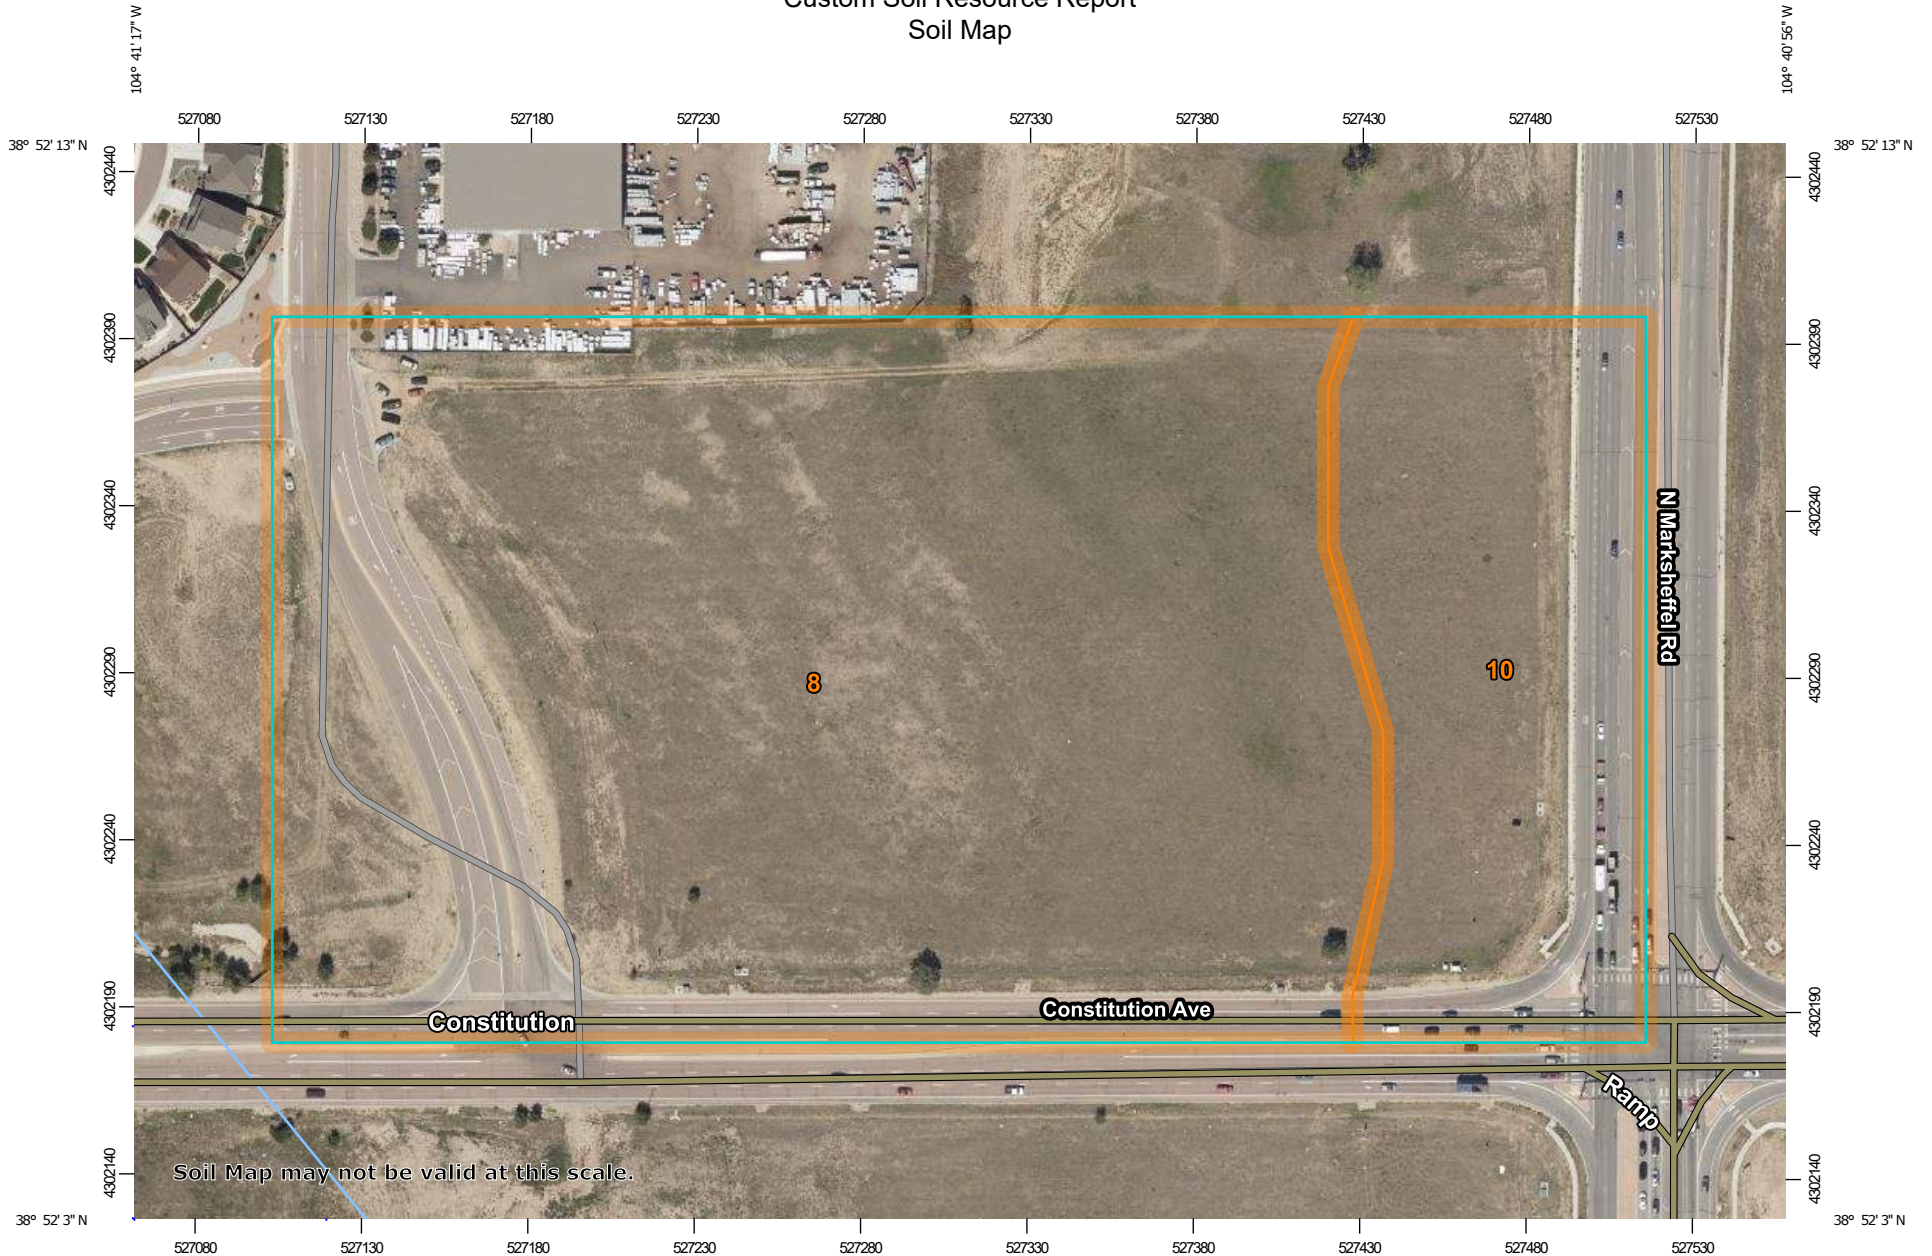 Custom Soil Resource Report
Soil Map
104° 41' 17" W
104° 40' 56" W
527080 527130 527180 527230 527280 527330 527380 527430 527480 527530
38° 52' 13" N
38° 52' 13" N
4302440
4302440
4302390
4302390
4302340
4302340
N Marksheffel Rd
4302290
4302290
8
10
4302240
4302240
4302190
4302190
Constitution
Constitution Ave
Ramp
4302140
4302140
Soil Map may not be valid at this scale.
38° 52' 3" N
38° 52' 3" N
527080 527130 527180 527230 527280 527330 527380 527430 527480 527530